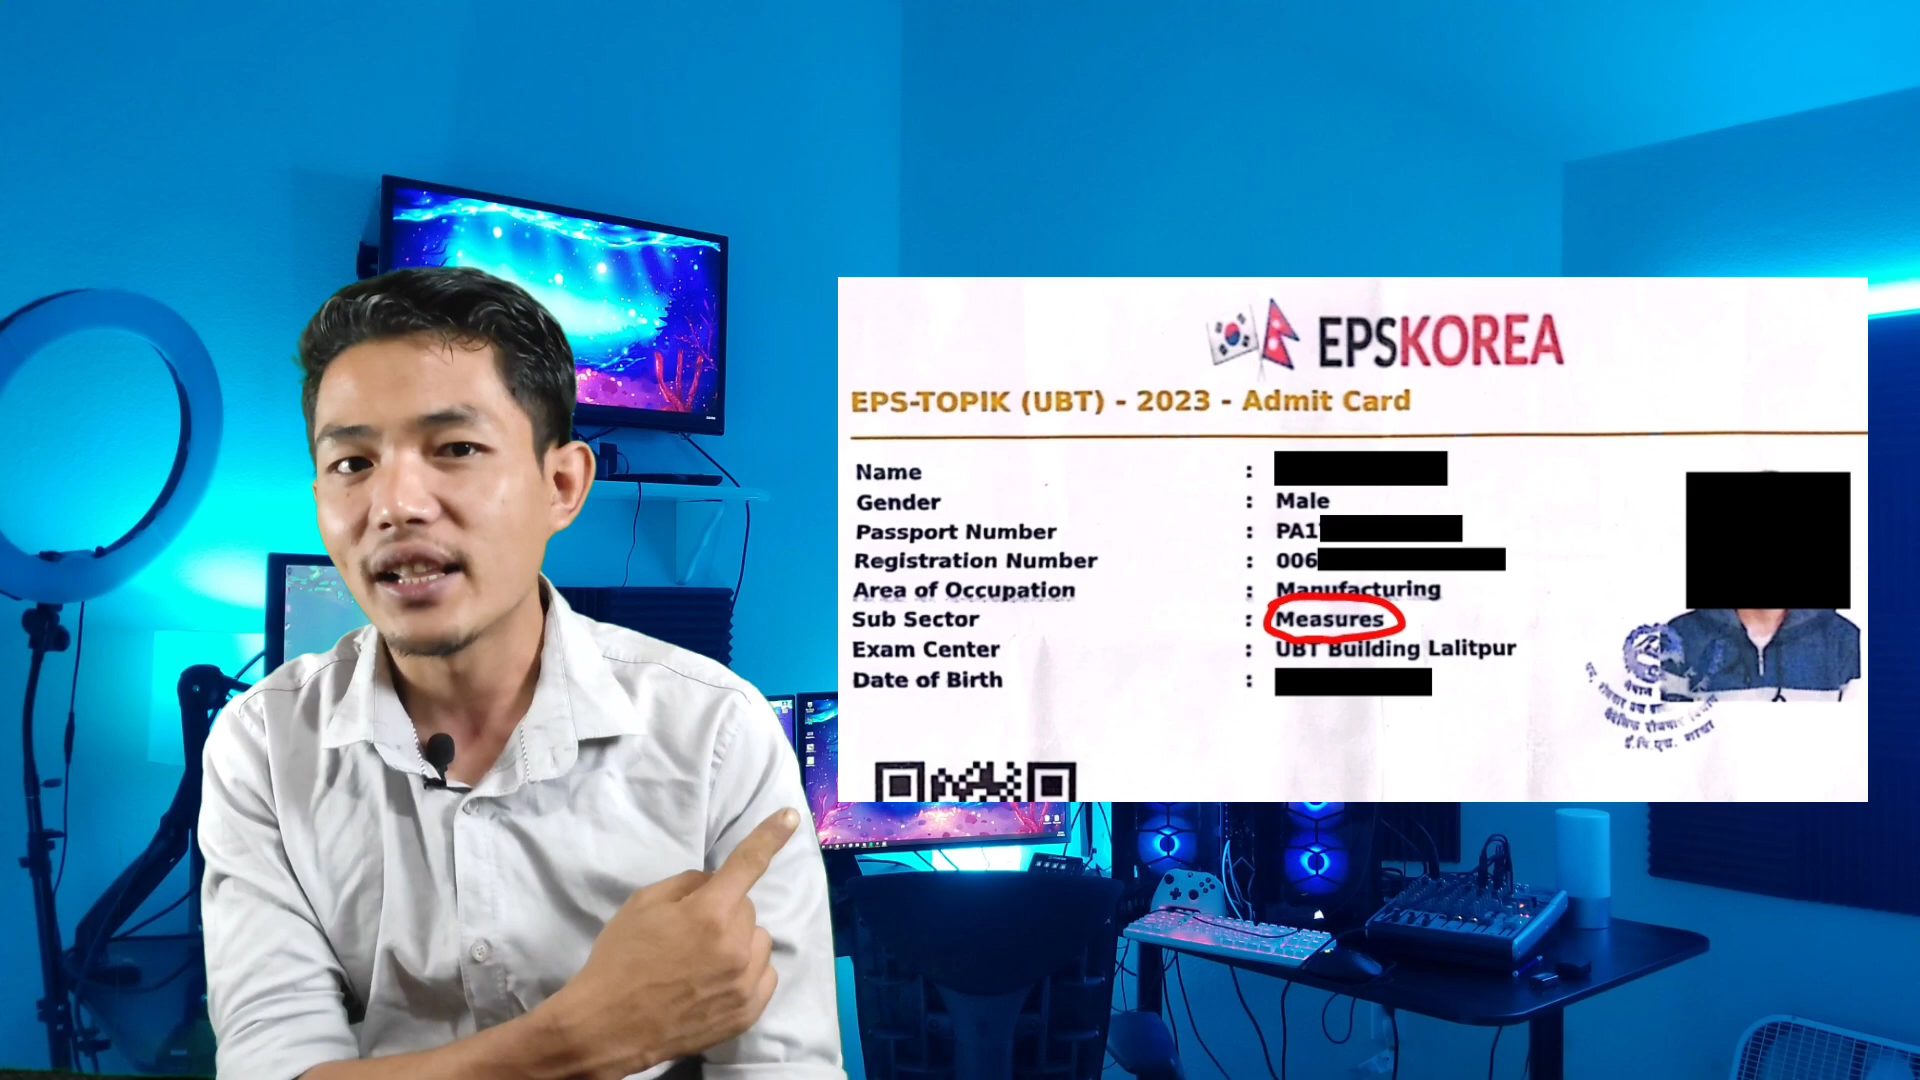 EPSKOREA
EPS-TOPIK (UBT) - 2023 - Admit Card
Name :
Gender : Male
Passport Number : PA1
Registration Number : 006
Area of Occupation : Manufacturing
Sub Sector : Measures
Exam Center : UBT Building Lalitpur
Date of Birth :